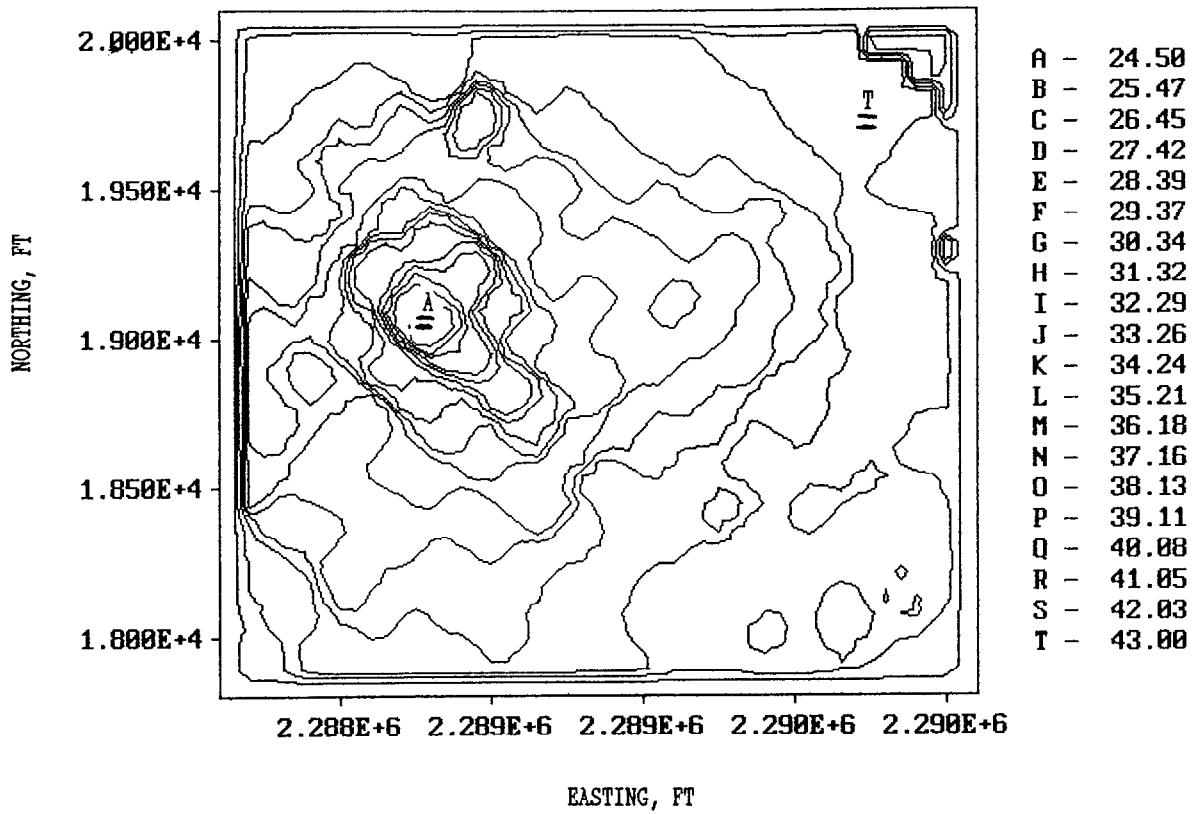 2.000E+4
1.950E+4
1.900E+4
1.850E+4
1.800E+4
NORTHING, FT
T
A
2.288E+6 2.289E+6 2.289E+6 2.290E+6 2.290E+6
EASTING, FT
A - 24.50
B - 25.47
C - 26.45
D - 27.42
E - 28.39
F - 29.37
G - 30.34
H - 31.32
I - 32.29
J - 33.26
K - 34.24
L - 35.21
M - 36.18
N - 37.16
O - 38.13
P - 39.11
Q - 40.08
R - 41.05
S - 42.03
T - 43.00